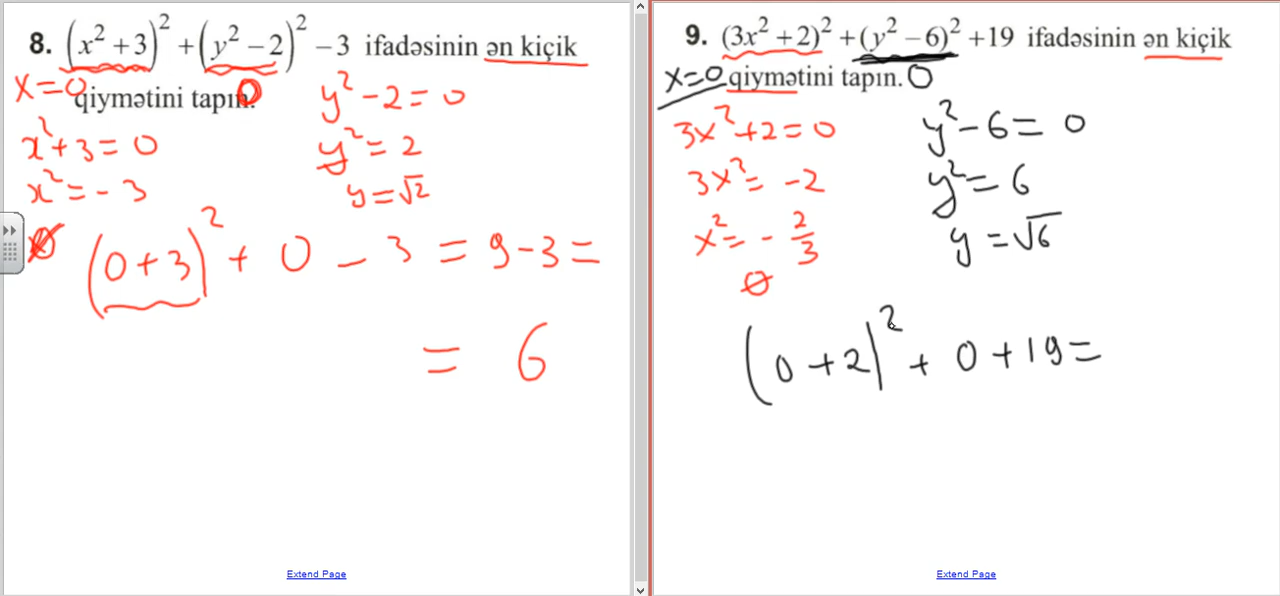 8. (x² + 3)² + (y² − 2)² − 3 ifadəsinin ən kiçik
qiymətini tapın.
x = 0
0
x² + 3 = 0
x² = − 3
∅
y² − 2 = 0
y² = 2
y = √2
(0 + 3)² + 0 − 3 = 9 − 3 =
= 6
Extend Page
9. (3x² + 2)² + (y² − 6)² + 19 ifadəsinin ən kiçik
qiymətini tapın.
x = 0
0
3x² + 2 = 0
3x² = −2
x² = − 2/3
∅
y² − 6 = 0
y² = 6
y = √6
(0 + 2)² + 0 + 19 =
Extend Page